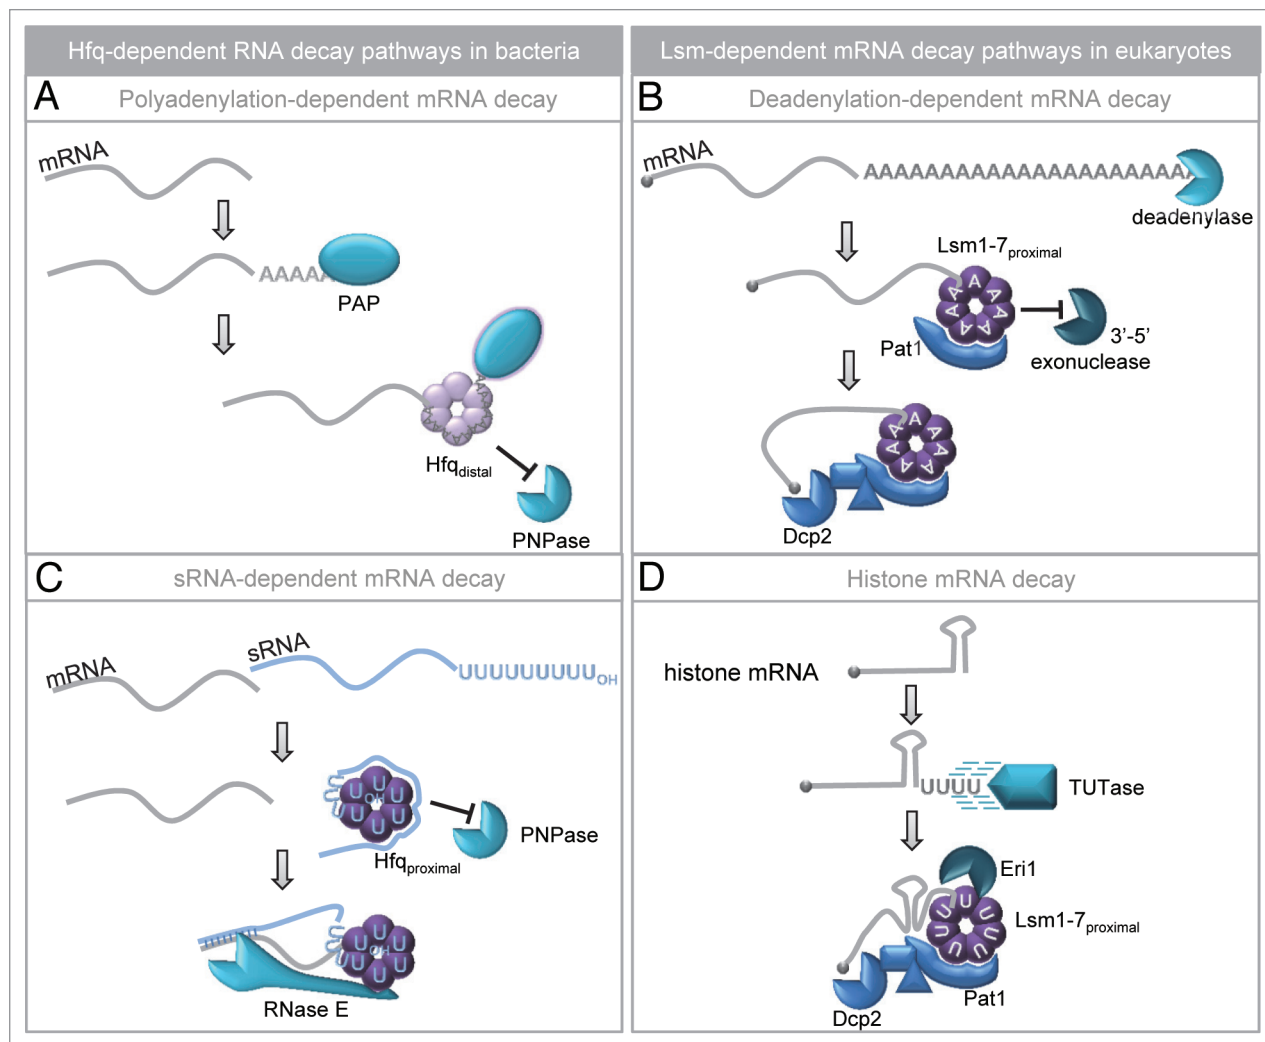 Hfq-dependent RNA decay pathways in bacteria
Lsm-dependent mRNA decay pathways in eukaryotes
A
Polyadenylation-dependent mRNA decay
mRNA
AAAAA
PAP
A A A A A A
Hfqdistal
PNPase
B
Deadenylation-dependent mRNA decay
mRNA
AAAAAAAAAAAAAAAAAAAAAA
deadenylase
Lsm1-7proximal
A A A A A A A
Pat1
3'-5'
exonuclease
A A A A A A A
Dcp2
C
sRNA-dependent mRNA decay
mRNA
sRNA
UUUUUUUUUOH
U U U U U U U U U OH
PNPase
Hfqproximal
U U U U U U U U U OH
RNase E
D
Histone mRNA decay
histone mRNA
UUUU
TUTase
Eri1
U U U U U U U
Lsm1-7proximal
Pat1
Dcp2